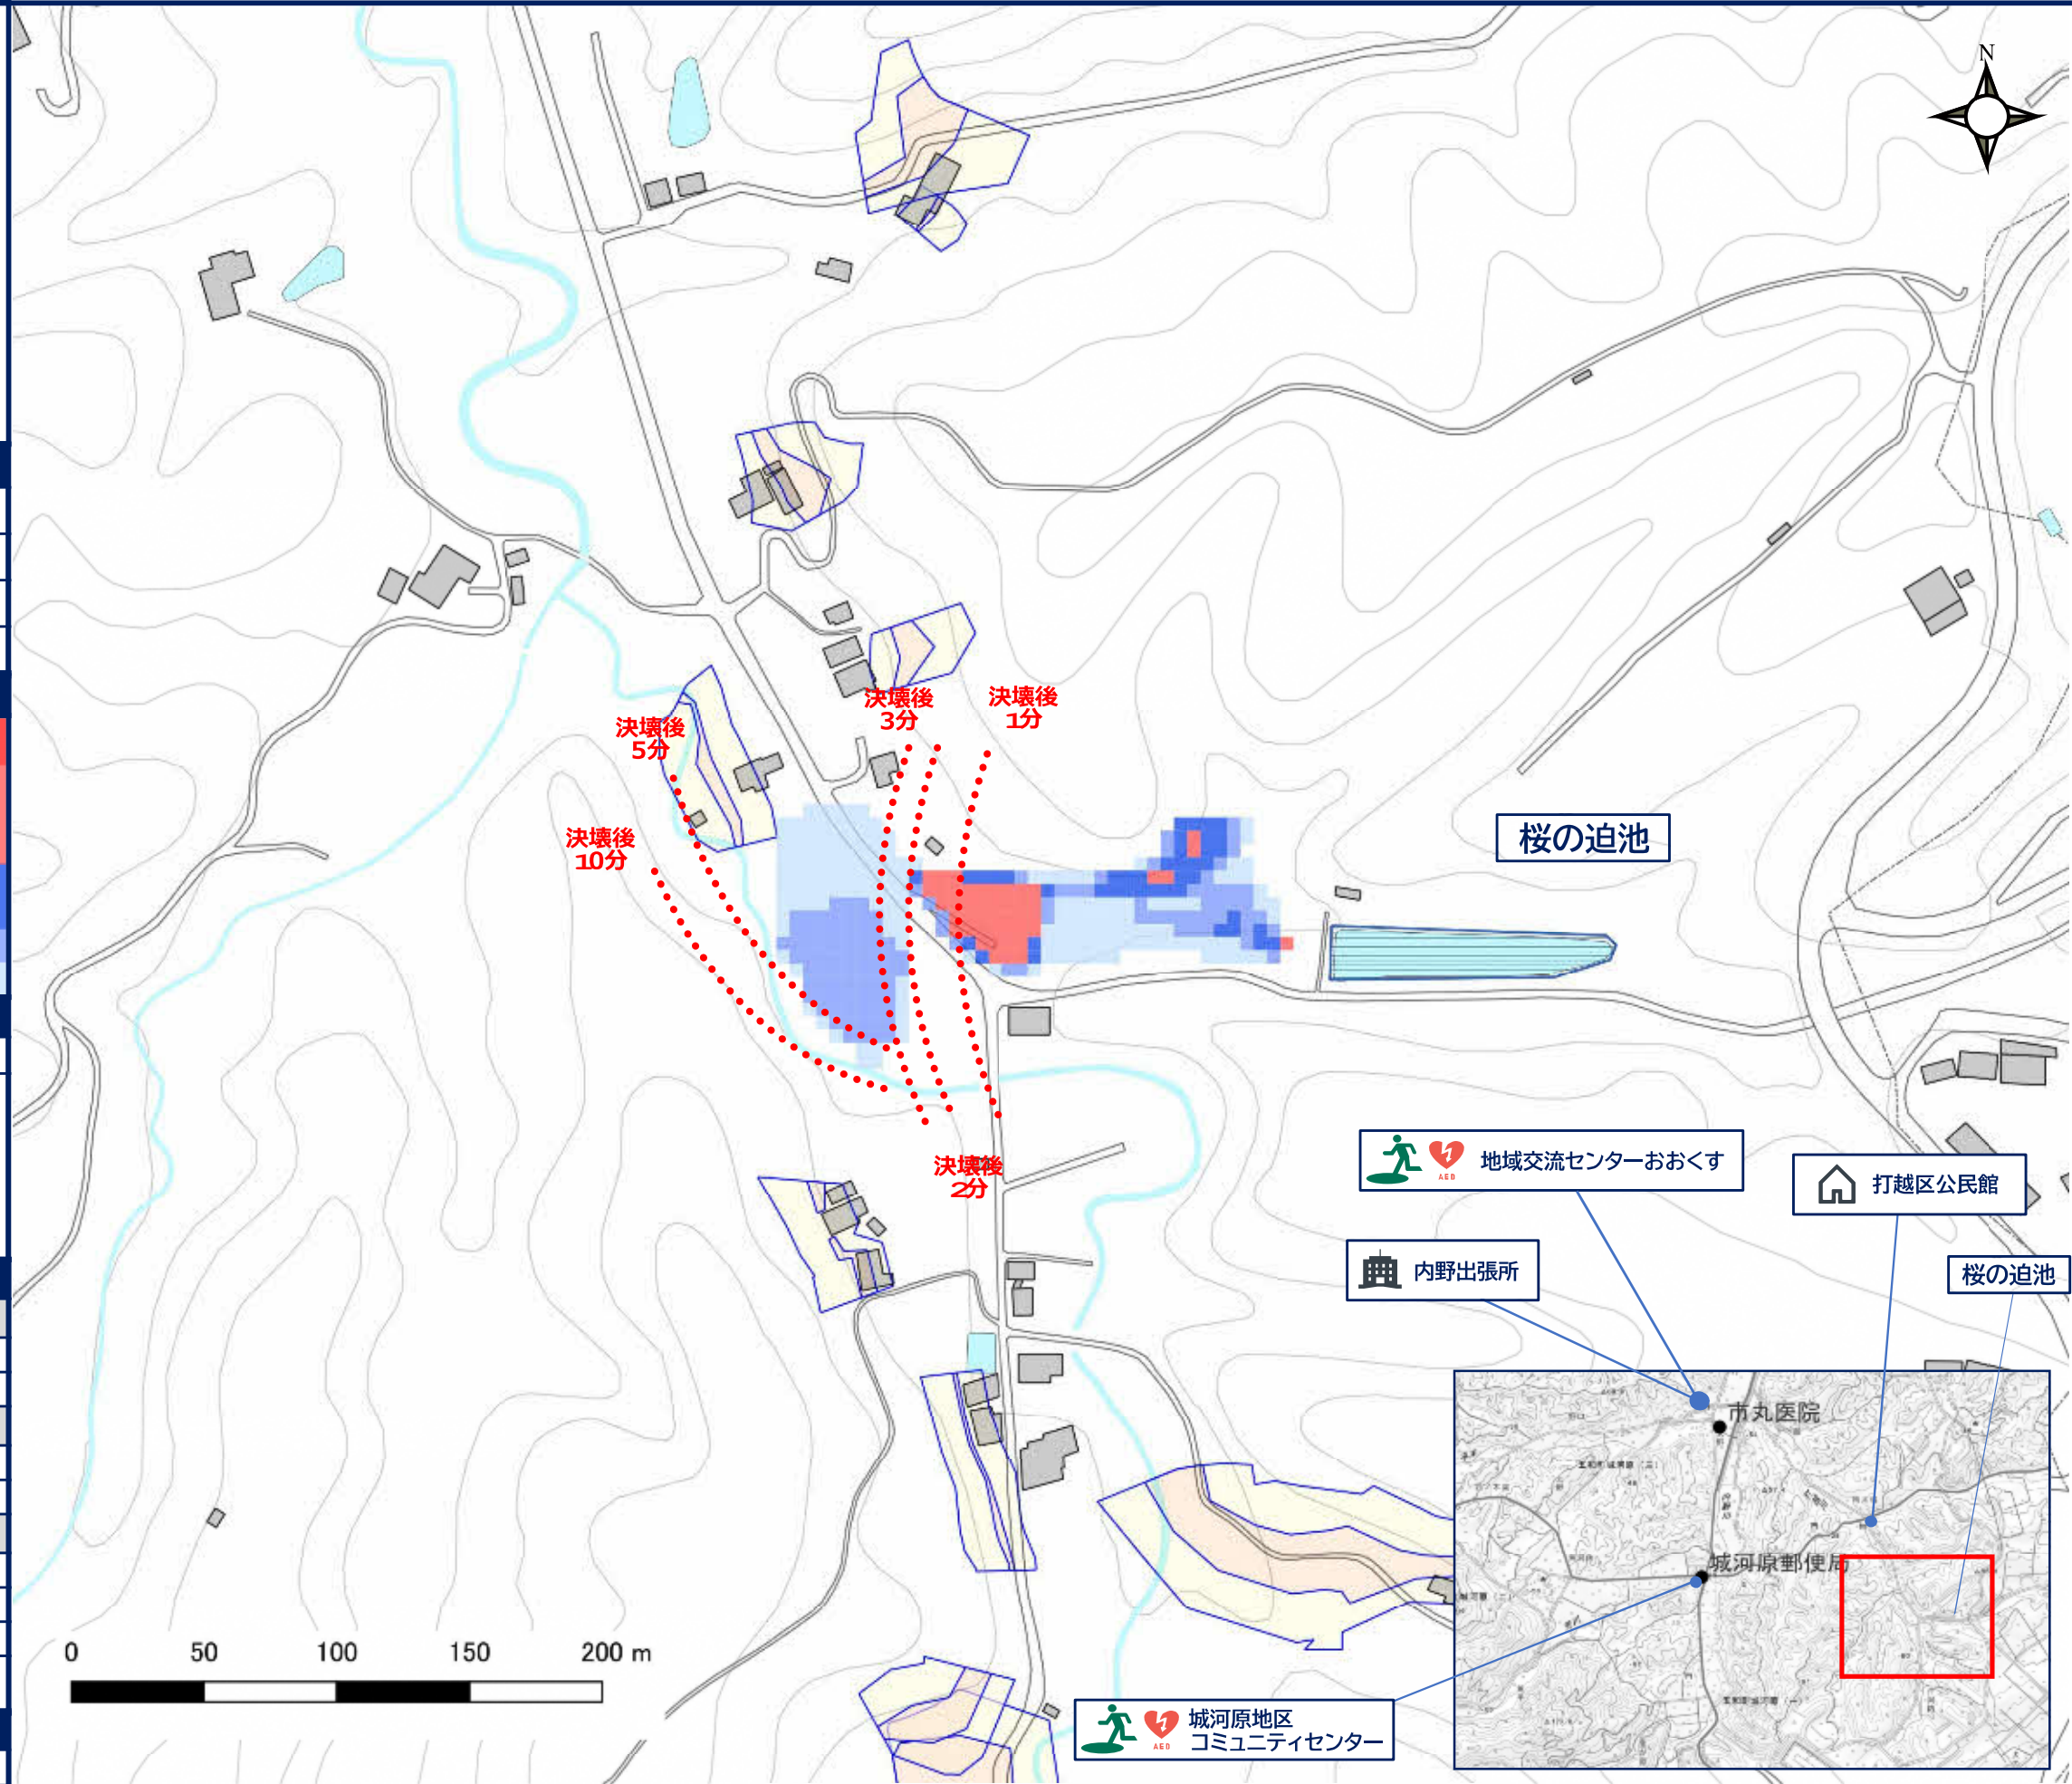 N
決壊後
3分
決壊後
1分
決壊後
5分
決壊後
10分
桜の迫池
決壊後
2分
地域交流センターおおくす
AED
打越区公民館
内野出張所
桜の迫池
市丸医院
城河原郵便局
0 50 100 150 200 m
城河原地区
コミュニティセンター
AED